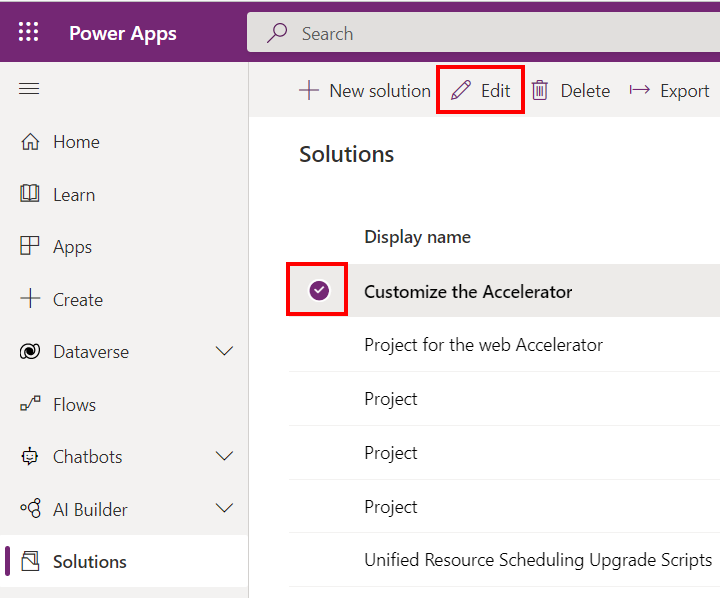 Power Apps
Search
New solution Edit Delete Export
Home
Learn
Apps
Create
Dataverse
Flows
Chatbots
AI Builder
Solutions
Solutions
Display name
Customize the Accelerator
Project for the web Accelerator
Project
Project
Project
Unified Resource Scheduling Upgrade Scripts